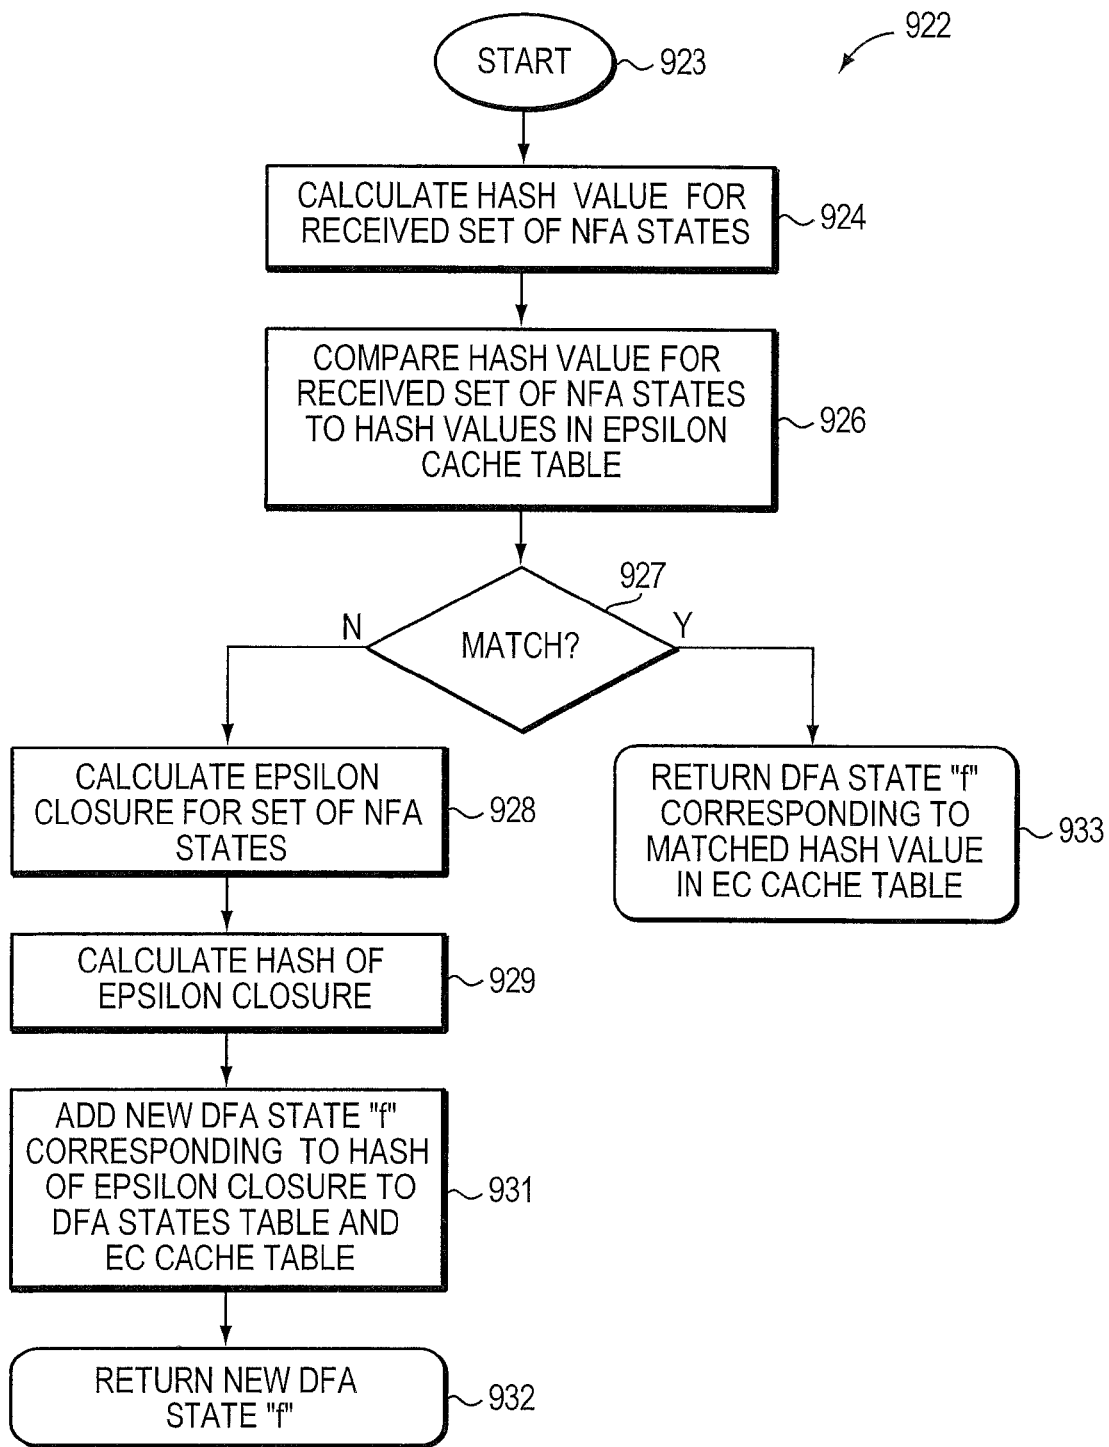 922
START
923
CALCULATE HASH VALUE FOR
RECEIVED SET OF NFA STATES
924
COMPARE HASH VALUE FOR
RECEIVED SET OF NFA STATES
TO HASH VALUES IN EPSILON
CACHE TABLE
926
927
N
MATCH?
Y
CALCULATE EPSILON
CLOSURE FOR SET OF NFA
STATES
928
RETURN DFA STATE "f"
CORRESPONDING TO
MATCHED HASH VALUE
IN EC CACHE TABLE
933
CALCULATE HASH OF
EPSILON CLOSURE
929
ADD NEW DFA STATE "f"
CORRESPONDING TO HASH
OF EPSILON CLOSURE TO
DFA STATES TABLE AND
EC CACHE TABLE
931
RETURN NEW DFA
STATE "f"
932